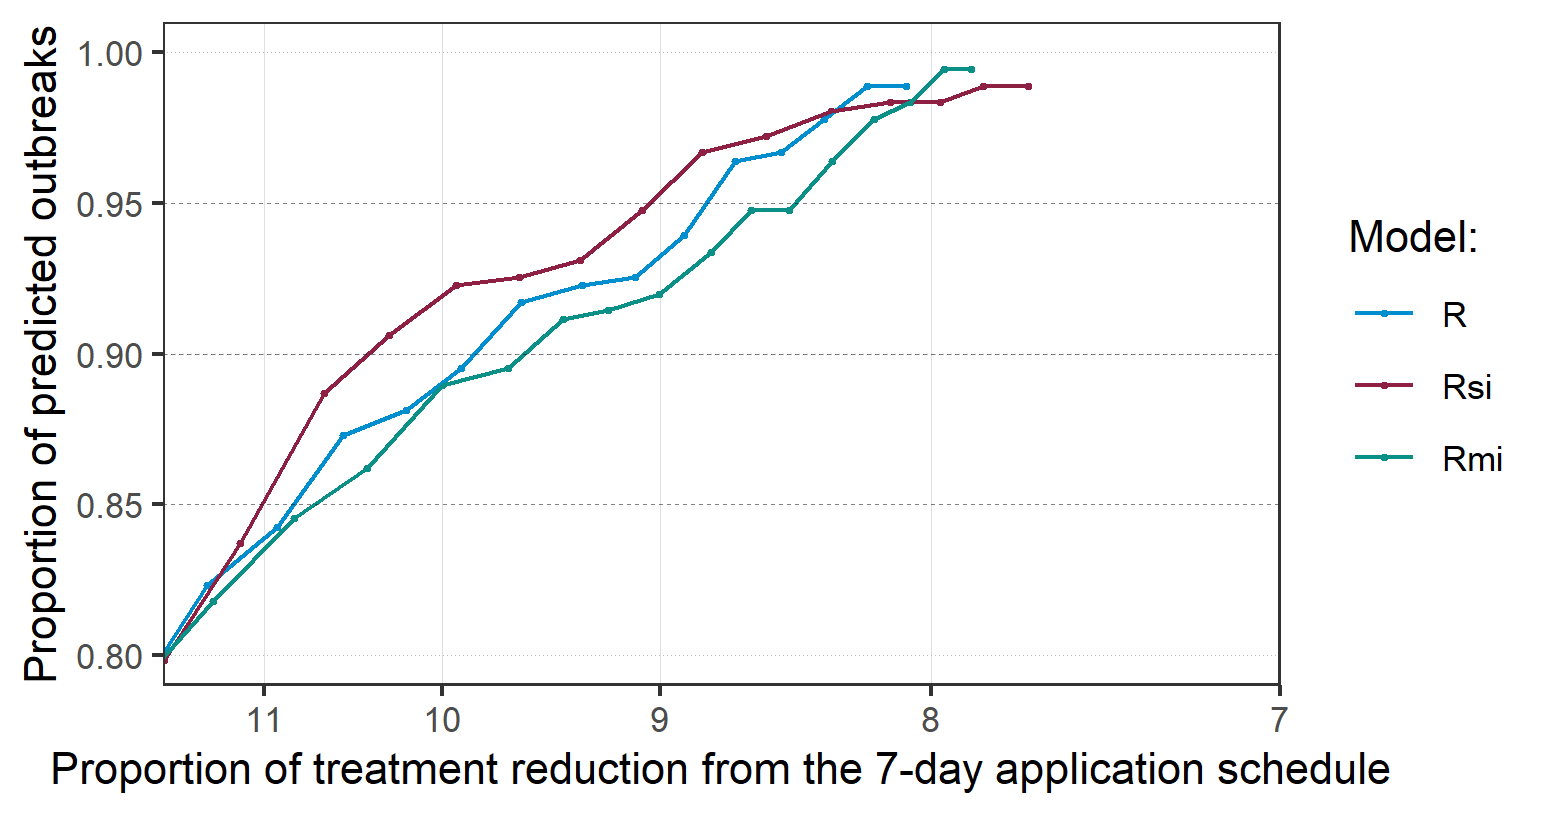 Proportion of predicted outbreaks
1.00
0.95
0.90
0.85
0.80
11 10 9 8 7
Proportion of treatment reduction from the 7-day application schedule
Model:
R
Rsi
Rmi